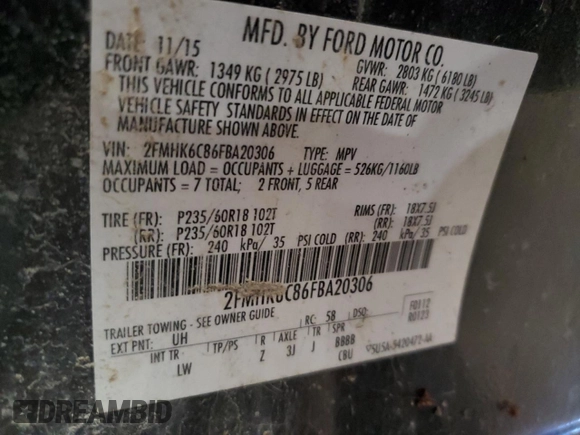 MFD. BY FORD MOTOR CO.
DATE: 11/15
GVWR: 2803 KG ( 6180 LB)
FRONT GAWR: 1349 KG ( 2975 LB)
REAR GAWR: 1472 KG ( 3245 LB)
THIS VEHICLE CONFORMS TO ALL APPLICABLE FEDERAL MOTOR
VEHICLE SAFETY STANDARDS IN EFFECT ON THE DATE OF
MANUFACTURE SHOWN ABOVE.
VIN: 2FMHK6C86FBA20306 TYPE: MPV
MAXIMUM LOAD = OCCUPANTS + LUGGAGE = 526KG/1160LB
OCCUPANTS = 7 TOTAL; 2 FRONT, 5 REAR
TIRE (FR): P235/60R18 102T RIMS (FR): 18X7.5J
(RR): P235/60R18 102T (RR): 18X7.5J
PRESSURE (FR): 240 kPa/ 35 PSI COLD (RR): 240 kPa/ 35 PSI COLD
2FMHK6C86FBA20306
TRAILER TOWING - SEE OWNER GUIDE RC: 58 DSO: F0112
EXT PNT: UH R0123
INT TR TP/PS R AXLE TR SPR
LW Z 3J J BBBB
CBU
DREAMBID